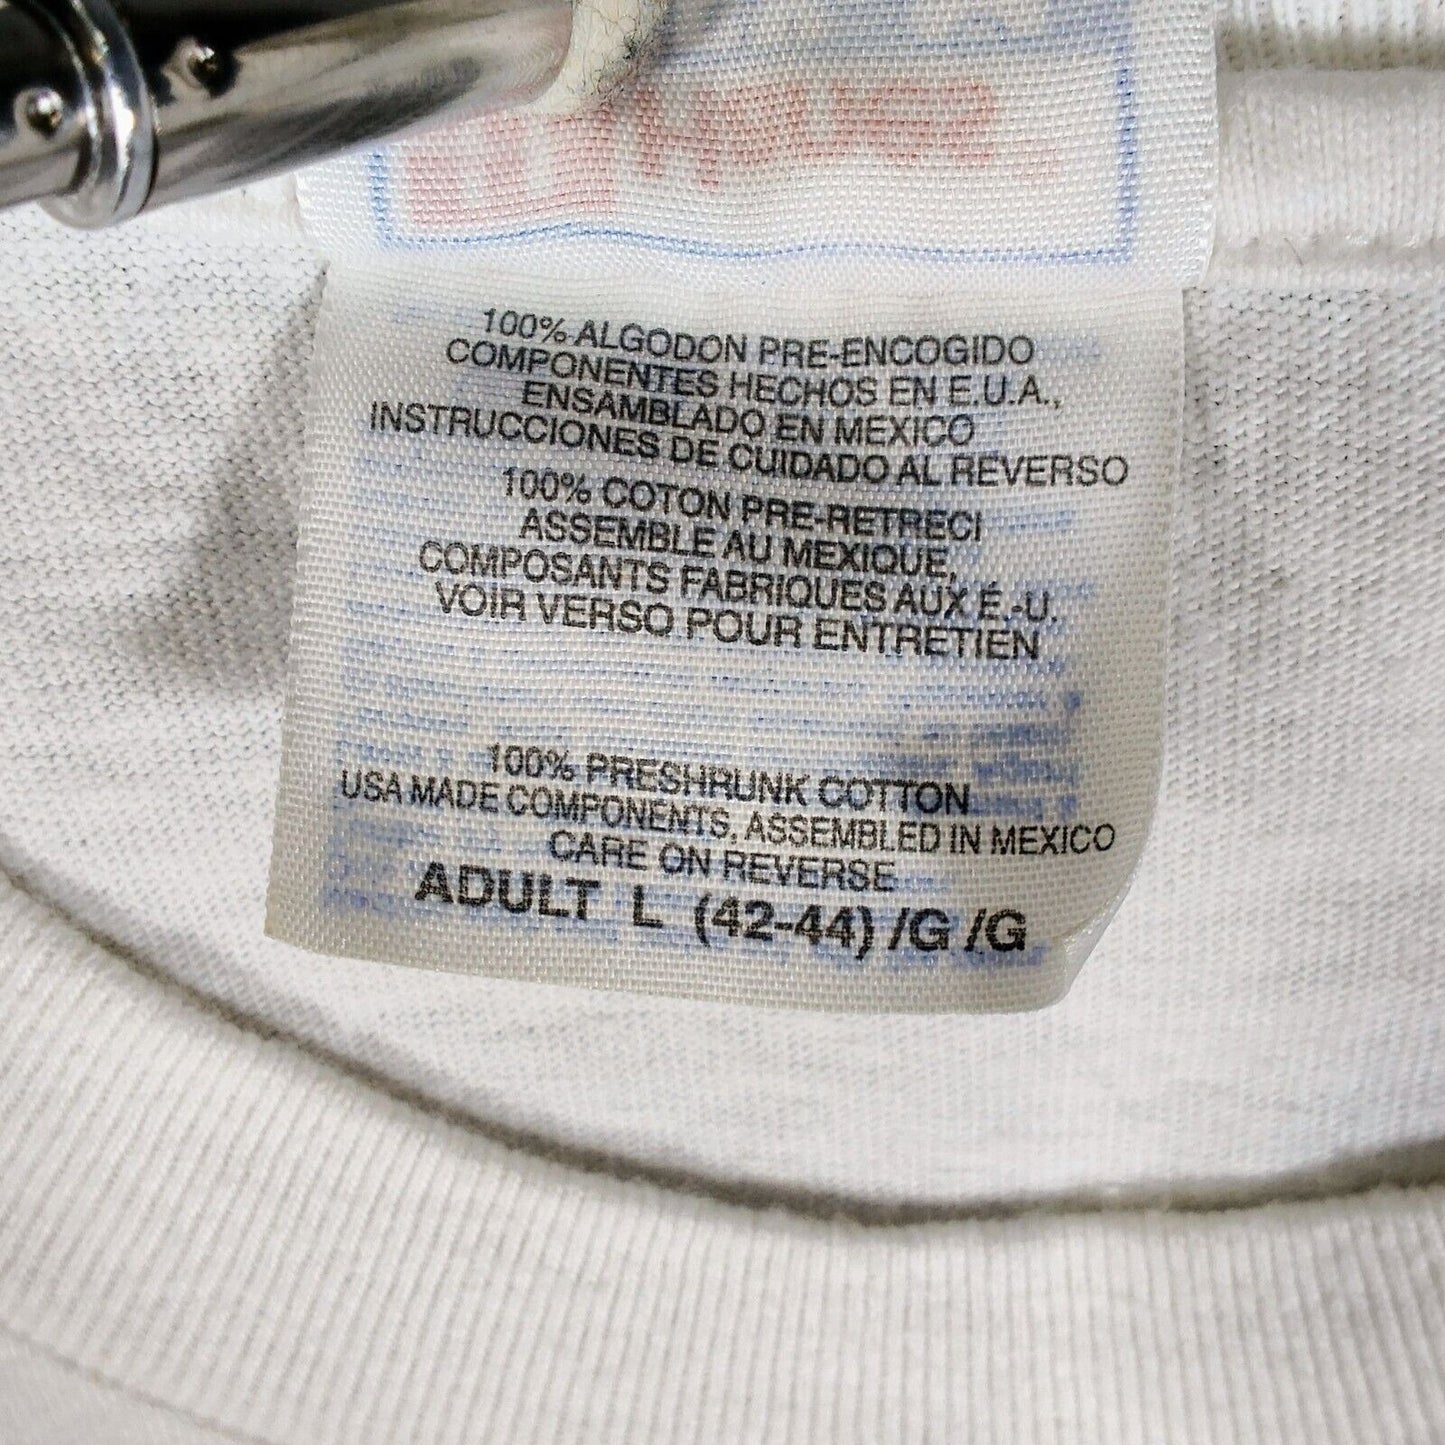 100% ALGODON PRE-ENCOGIDO
COMPONENTES HECHOS EN E.U.A.,
ENSAMBLADO EN MEXICO
INSTRUCCIONES DE CUIDADO AL REVERSO
100% COTON PRE-RETRECI
ASSEMBLE AU MEXIQUE,
COMPOSANTS FABRIQUES AUX É.-U.
VOIR VERSO POUR ENTRETIEN
100% PRESHRUNK COTTON
USA MADE COMPONENTS, ASSEMBLED IN MEXICO
CARE ON REVERSE
ADULT L (42-44) /G /G